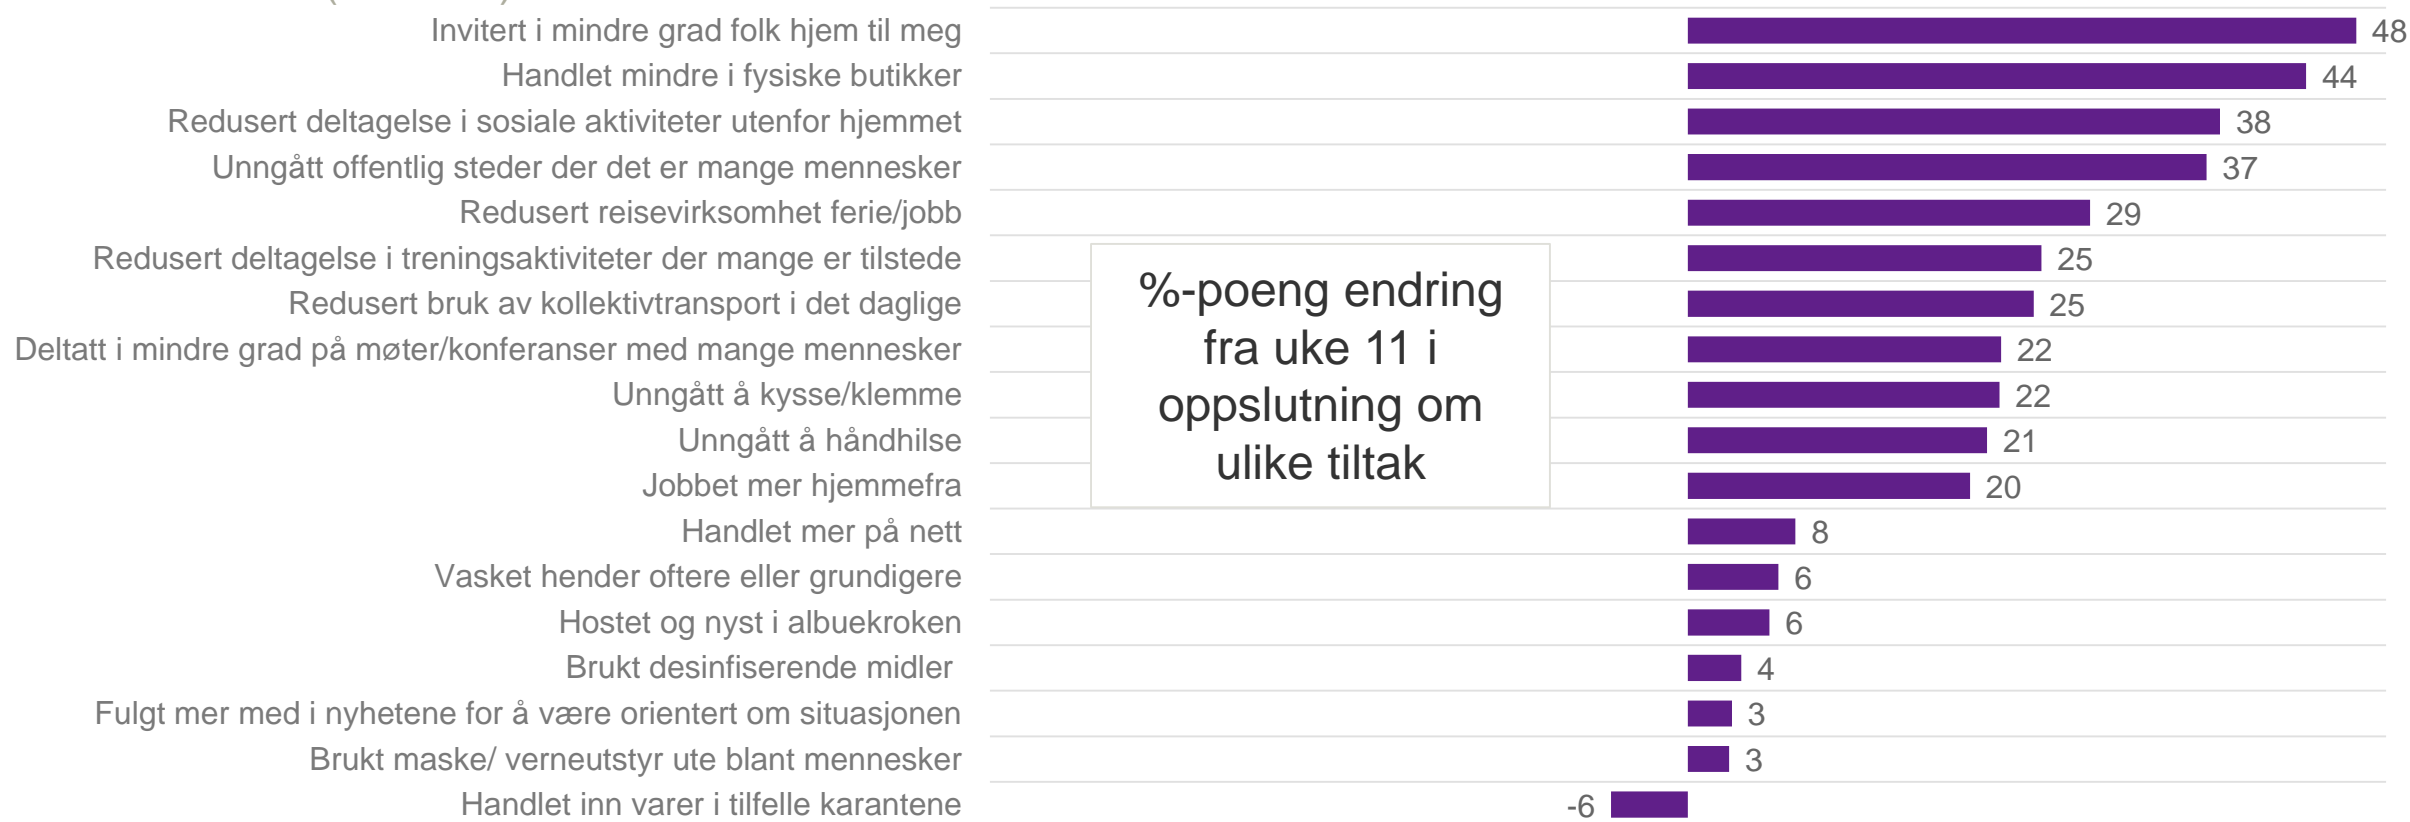 Invitert i mindre grad folk hjem til meg 48
Handlet mindre i fysiske butikker 44
Redusert deltagelse i sosiale aktiviteter utenfor hjemmet 38
Unngått offentlig steder der det er mange mennesker 37
Redusert reisevirksomhet ferie/jobb 29
Redusert deltagelse i treningsaktiviteter der mange er tilstede 25
Redusert bruk av kollektivtransport i det daglige 25
Deltatt i mindre grad på møter/konferanser med mange mennesker 22
Unngått å kysse/klemme 22
Unngått å håndhilse 21
Jobbet mer hjemmefra 20
Handlet mer på nett 8
Vasket hender oftere eller grundigere 6
Hostet og nyst i albuekroken 6
Brukt desinfiserende midler 4
Fulgt mer med i nyhetene for å være orientert om situasjonen 3
Brukt maske/ verneutstyr ute blant mennesker 3
Handlet inn varer i tilfelle karantene -6
%-poeng endring
fra uke 11 i
oppslutning om
ulike tiltak